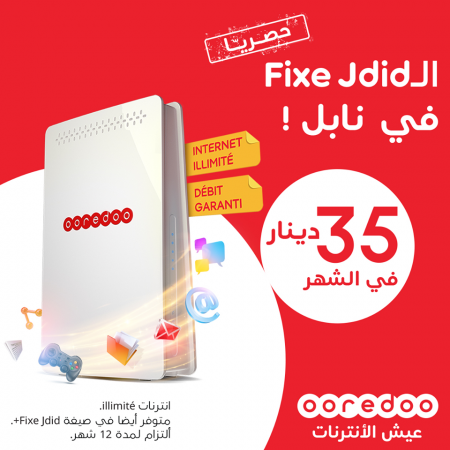 حصريا
الـFixe Jdid
في نابل !
INTERNET
ILLIMITÉ
DÉBIT
GARANTI
35 دينار
في الشهر
ooredoo
انترنات illimité.
متوفر أيضا في صيغة Fixe Jdid+.
ألتزام لمدة 12 شهر.
ooredoo
عيش الأنترنات